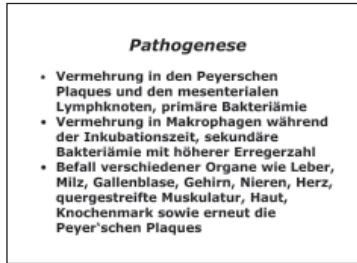 Pathogenese
• Vermehrung in den Peyerschen
Plaques und den mesenterialen
Lymphknoten, primäre Bakteriämie
• Vermehrung in Makrophagen während
der Inkubationszeit, sekundäre
Bakteriämie mit höherer Erregerzahl
• Befall verschiedener Organe wie Leber,
Milz, Gallenblase, Gehirn, Nieren, Herz,
quergestreifte Muskulatur, Haut,
Knochenmark sowie erneut die
Peyer'schen Plaques